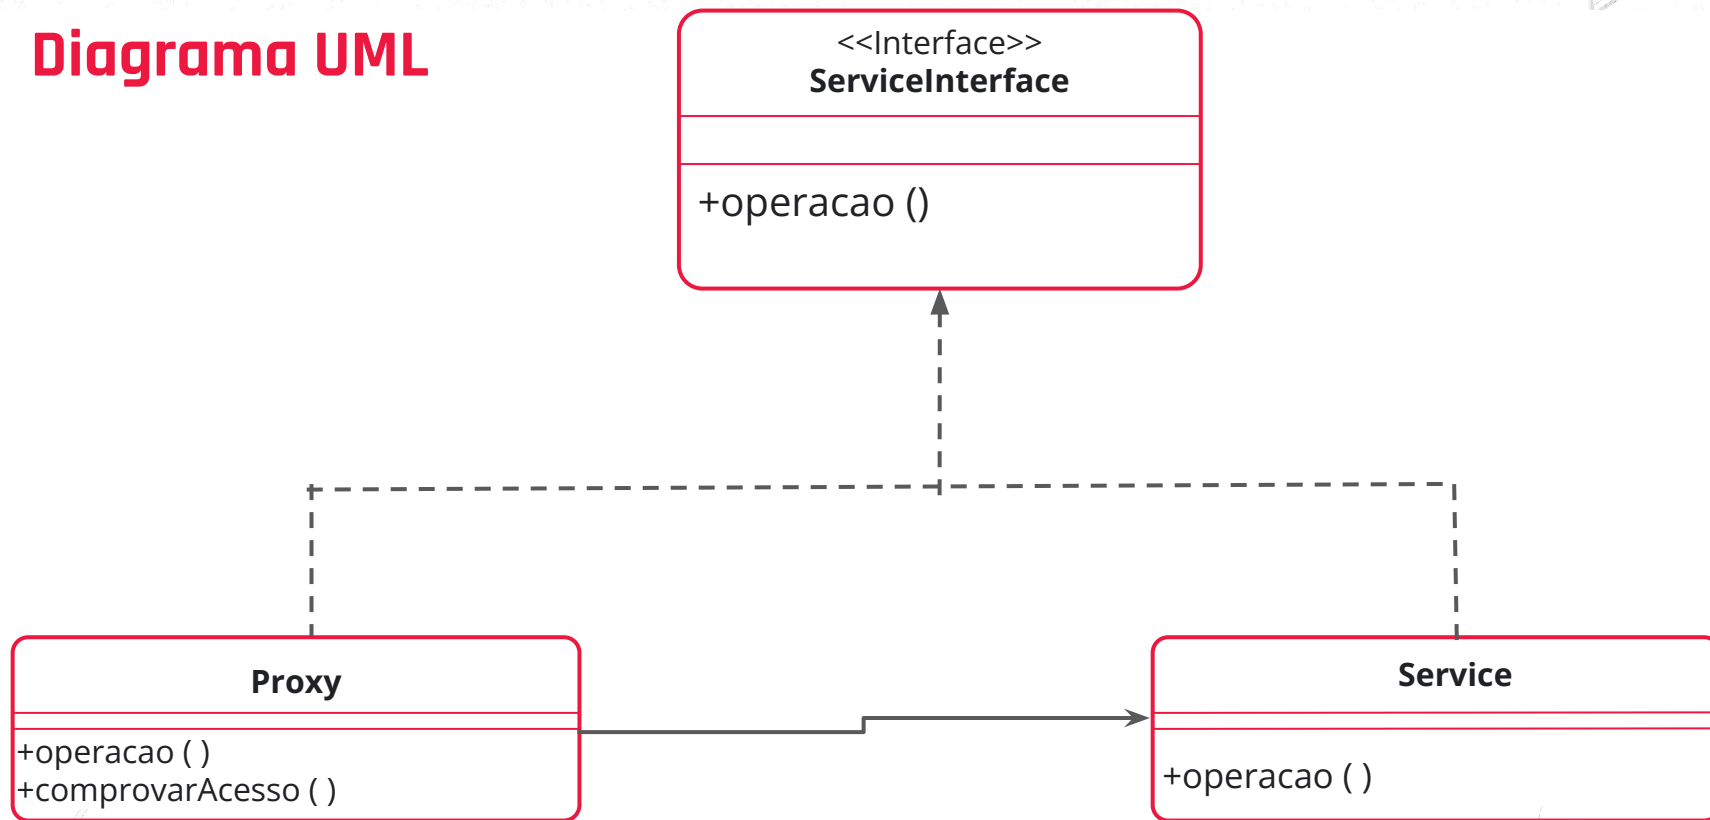 Diagrama UML
<<Interface>>
ServiceInterface
+operacao ()
Proxy
+operacao ( )
+comprovarAcesso ( )
Service
+operacao ( )